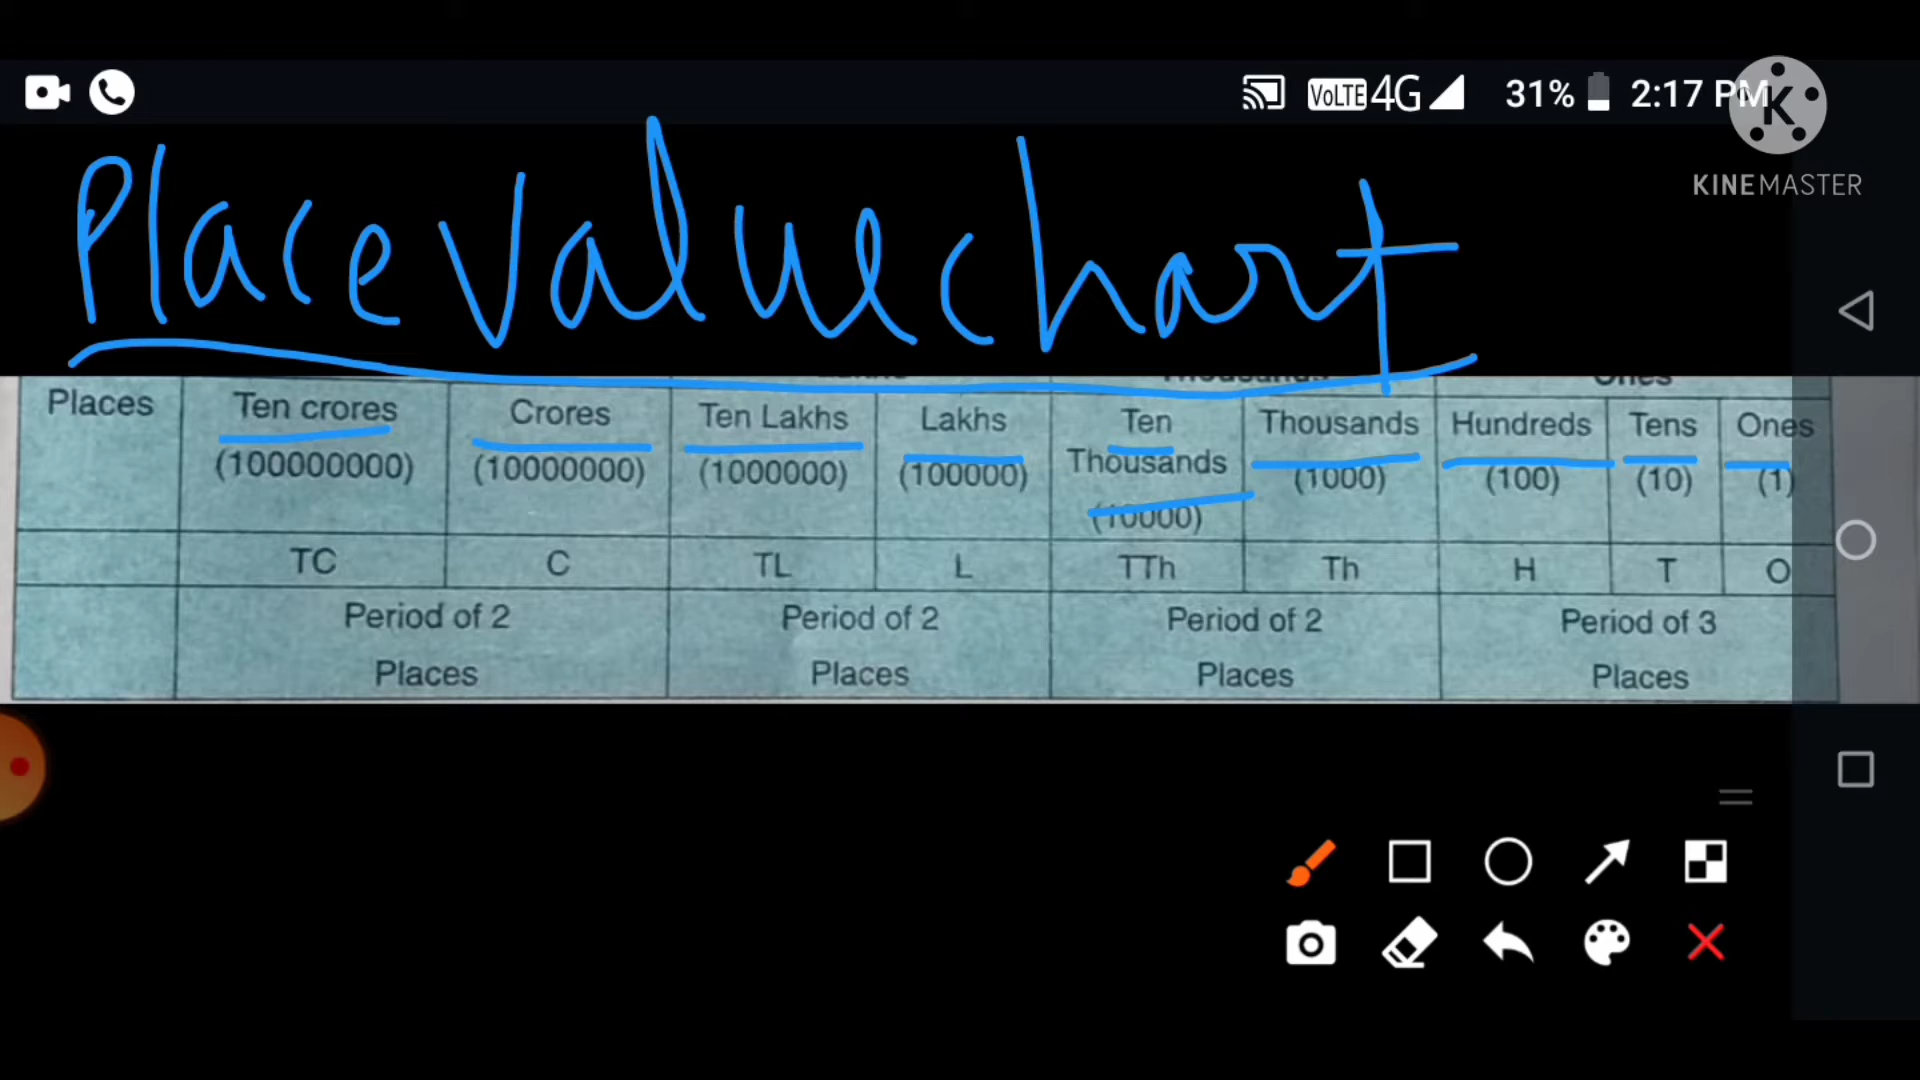 VoLTE 4G 31% 2:17 PM
K
KINEMASTER
Place value chart
Thousands Ones
Places Ten crores Crores Ten Lakhs Lakhs Ten Thousands Hundreds Tens Ones
(100000000) (10000000) (1000000) (100000) Thousands (1000) (100) (10) (1)
(10000)
TC C TL L TTh Th H T O
Period of 2 Period of 2 Period of 2 Period of 3
Places Places Places Places